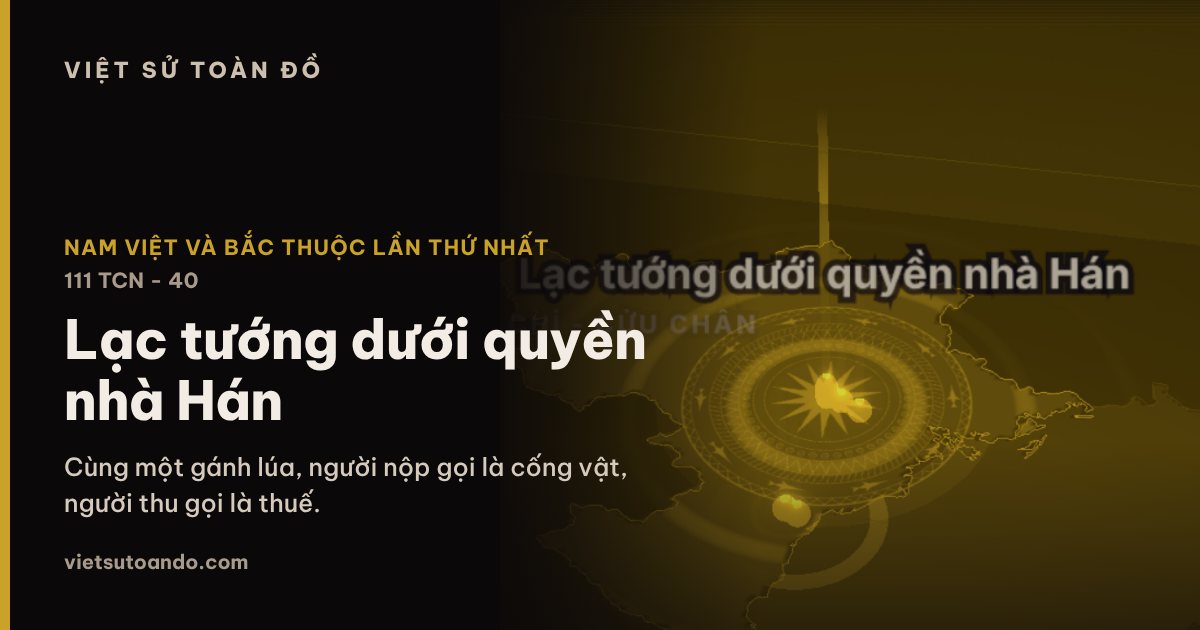 VIỆT SỬ TOÀN ĐỒ
NAM VIỆT VÀ BẮC THUỘC LẦN THỨ NHẤT
111 TCN - 40
Lạc tướng dưới quyền
nhà Hán
Cùng một gánh lúa, người nộp gọi là cống vật,
người thu gọi là thuế.
vietsutoando.com
Lạc tướng dưới quyền nhà Hán
CHÂN